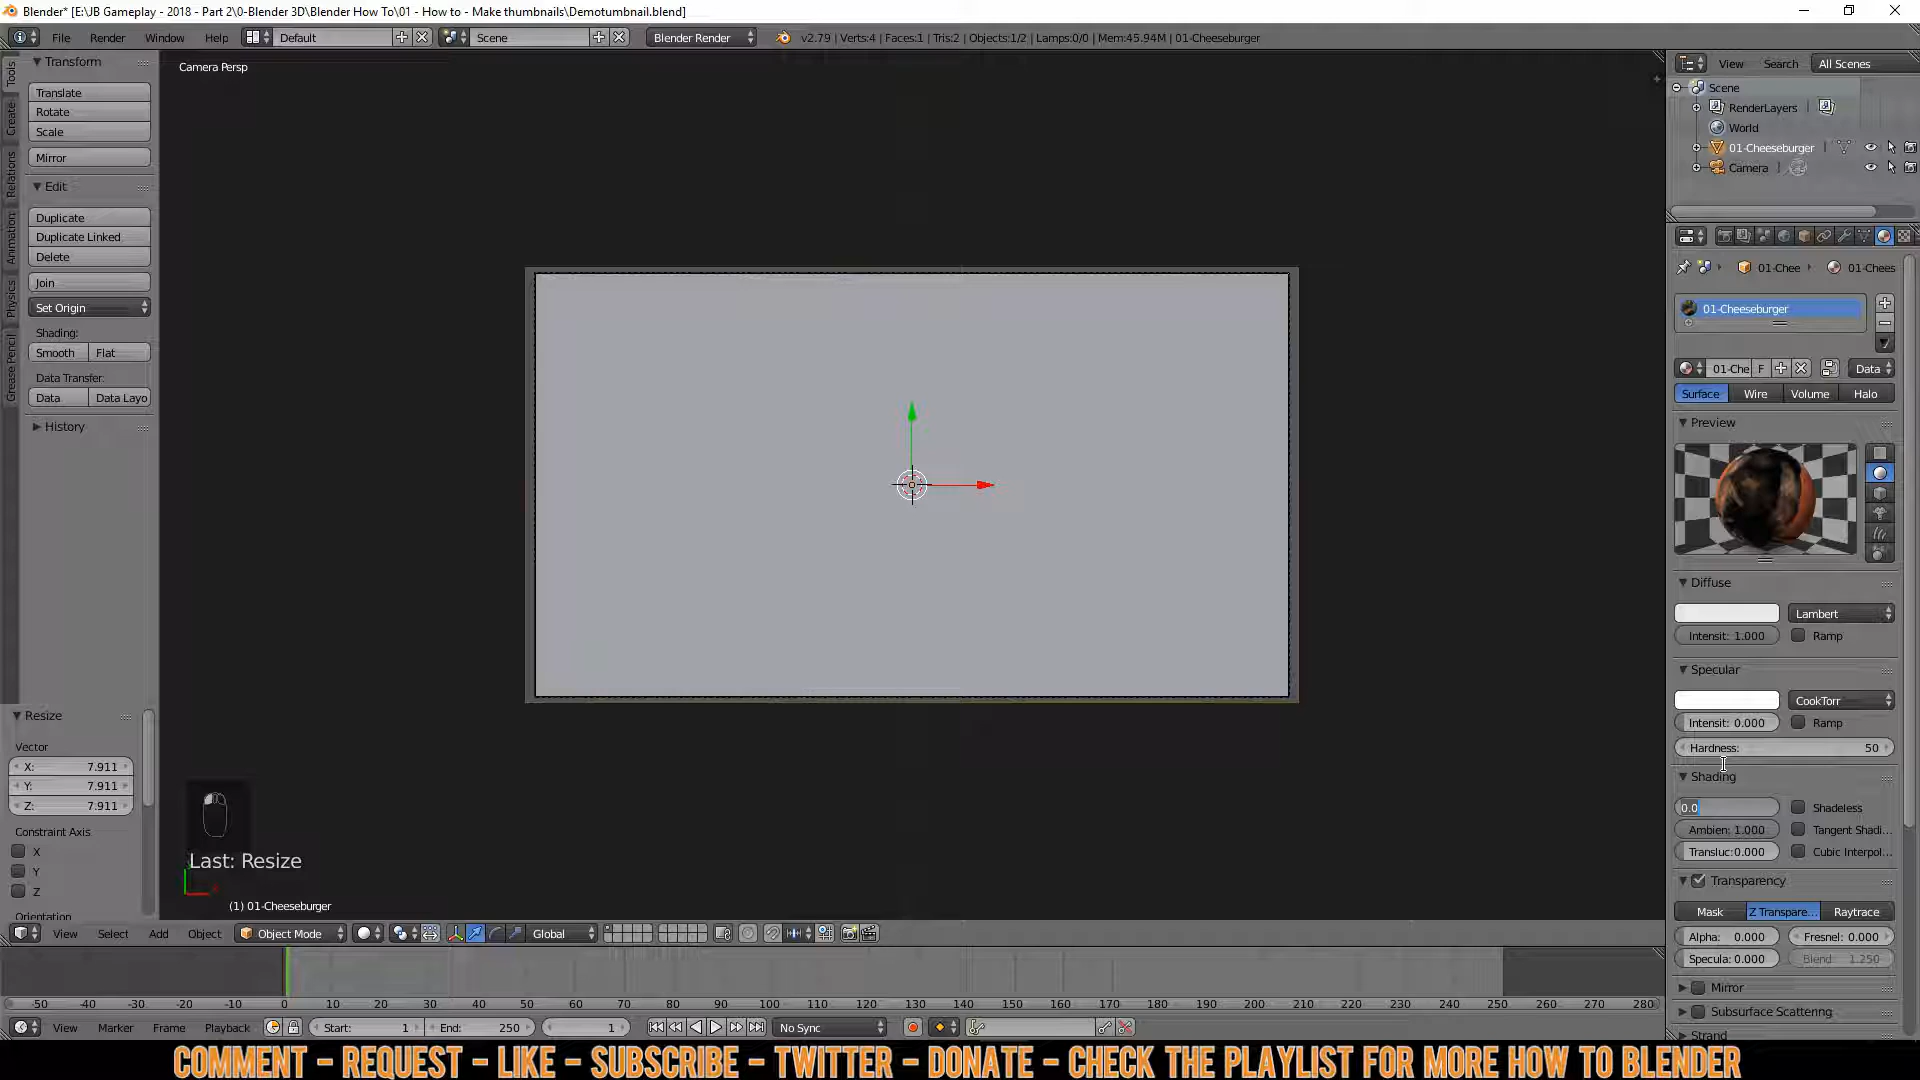 Blender* [E:\JB Gameplay - 2018 - Part 2\0-Blender 3D\Blender How To\01 - How to - Make thumbnails\Demotumbnail.blend]
File Render Window Help Default Scene Blender Render v2.79 | Verts:4 | Faces:1 | Tris:2 | Objects:1/2 | Lamps:0/0 | Mem:45.94M | 01-Cheeseburger
Tools
Create
Relations
Animation
Physics
Grease Pencil
Transform
Translate
Rotate
Scale
Mirror
Edit
Duplicate
Duplicate Linked
Delete
Join
Set Origin
Shading:
Smooth Flat
Data Transfer:
Data Data Layo
History
Resize
Vector
X: 7.911
Y: 7.911
Z: 7.911
Constraint Axis
X
Y
Z
Orientation
Camera Persp
Last: Resize
(1) 01-Cheeseburger
View Select Add Object Object Mode Global
View Search All Scenes
Scene
RenderLayers
World
01-Cheeseburger
Camera
01-Chee 01-Chees
01-Cheeseburger
01-Che F Data
Surface Wire Volume Halo
Preview
Diffuse
Lambert
Intensit: 1.000 Ramp
Specular
CookTorr
Intensit: 0.000 Ramp
Hardness: 50
Shading
0.0 Shadeless
Ambien: 1.000 Tangent Shadi...
Transluc:0.000 Cubic Interpol...
Transparency
Mask Z Transpare... Raytrace
Alpha: 0.000 Fresnel: 0.000
Specula: 0.000 Blend: 1.250
Mirror
Subsurface Scattering
Strand
-50 -40 -30 -20 -10 0 10 20 30 40 50 60 70 80 90 100 110 120 130 140 150 160 170 180 190 200 210 220 230 240 250 260 270 280
View Marker Frame Playback Start: 1 End: 250 1 No Sync
COMMENT - REQUEST - LIKE - SUBSCRIBE - TWITTER - DONATE - CHECK THE PLAYLIST FOR MORE HOW TO BLENDER